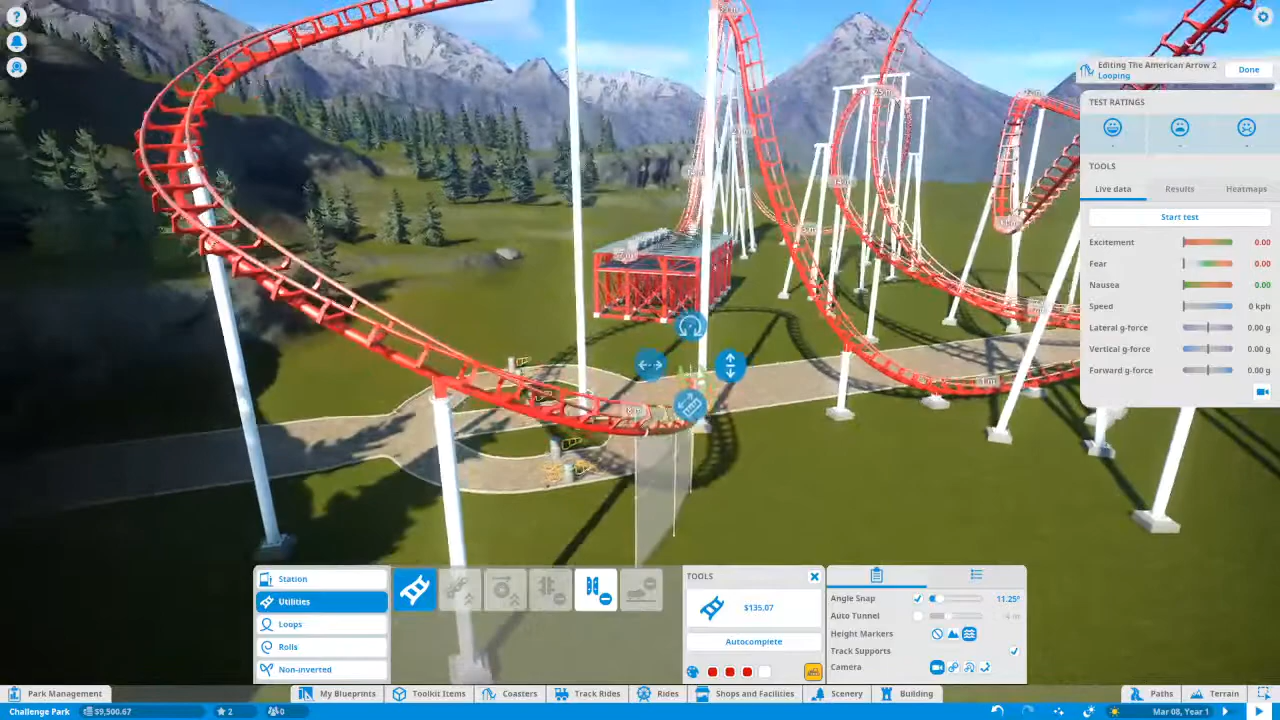 ?
Editing The American Arrow 2
Looping
Done
TEST RATINGS
- - -
TOOLS
Live data
Results
Heatmaps
Start test
Excitement 0.00
Fear 0.00
Nausea 0.00
Speed 0 kph
Lateral g-force 0.00 g
Vertical g-force 0.00 g
Forward g-force 0.00 g
1 m
Station
Utilities
Loops
Rolls
Non-inverted
TOOLS
$135.07
Autocomplete
Angle Snap 11.25°
Auto Tunnel 4 m
Height Markers
Track Supports
Camera
Park Management
My Blueprints
Toolkit Items
Coasters
Track Rides
Rides
Shops and Facilities
Scenery
Building
Paths
Terrain
Challenge Park
$9,500.67
2
0
Mar 08, Year 1